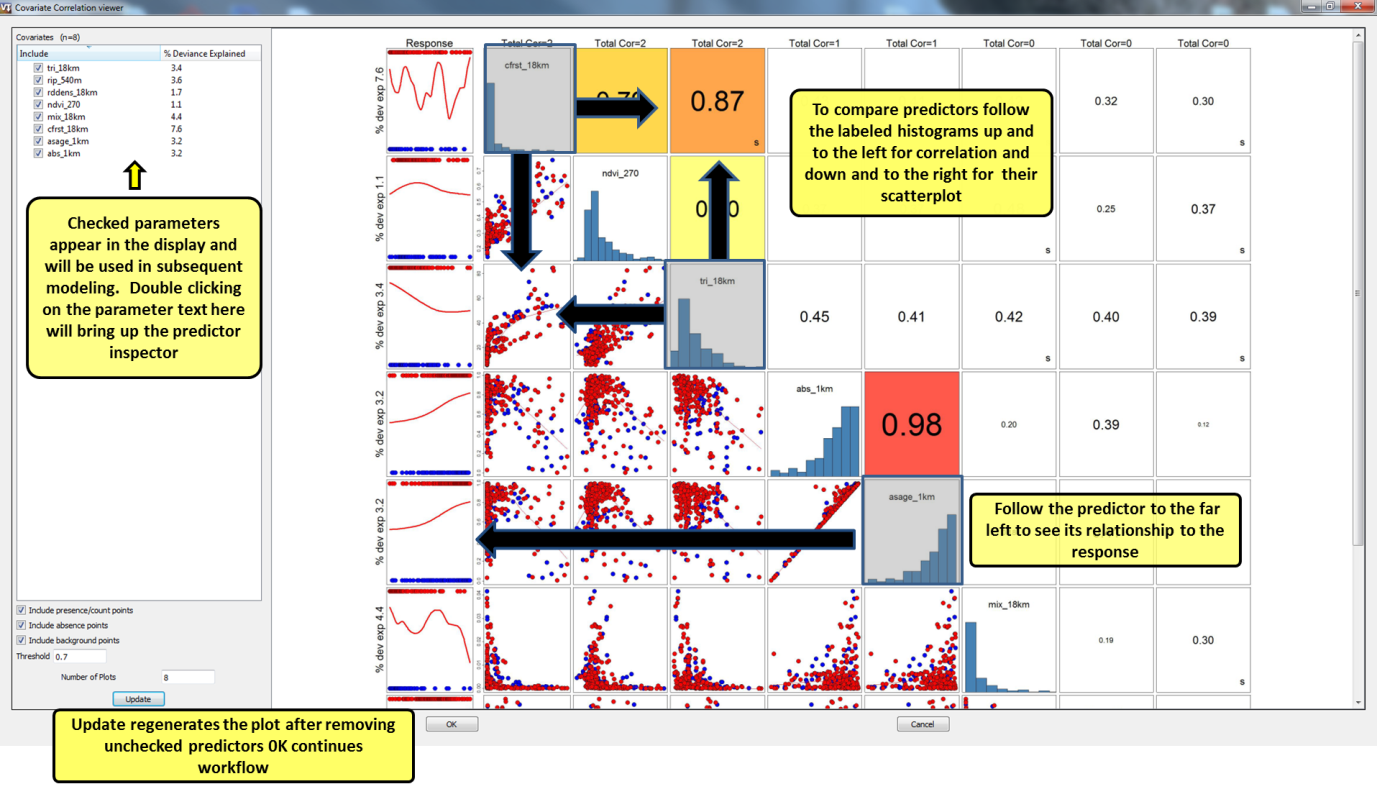 VT Covariate Correlation viewer
Covariates (n=8)
Include % Deviance Explained
tri_18km 3.4
rip_540m 3.6
rddens_18km 1.7
ndvi_270 1.1
mix_18km 4.4
cfrst_18km 7.6
asage_1km 3.2
abs_1km 3.2
Checked parameters
appear in the display and
will be used in subsequent
modeling. Double clicking
on the parameter text here
will bring up the predictor
inspector
Include presence/count points
Include absence points
Include background points
Threshold 0.7
Number of Plots 8
Update
Update regenerates the plot after removing
unchecked predictors OK continues
workflow
Response Total Cor=2 Total Cor=2 Total Cor=2 Total Cor=1 Total Cor=1 Total Cor=0 Total Cor=0 Total Cor=0
% dev exp 7.6
cfrst_18km
0.87
s
0.32
0.30
To compare predictors follow
the labeled histograms up and
to the left for correlation and
down and to the right for their
scatterplot
% dev exp 1.1
ndvi_270
s
0.25
0.37
% dev exp 3.4
tri_18km
0.45
0.41
0.42
s
0.40
0.39
s
% dev exp 3.2
abs_1km
0.98
0.20
0.39
0.12
% dev exp 3.2
asage_1km
Follow the predictor to the far
left to see its relationship to the
response
% dev exp 4.4
mix_18km
0.19
0.30
s
OK
Cancel